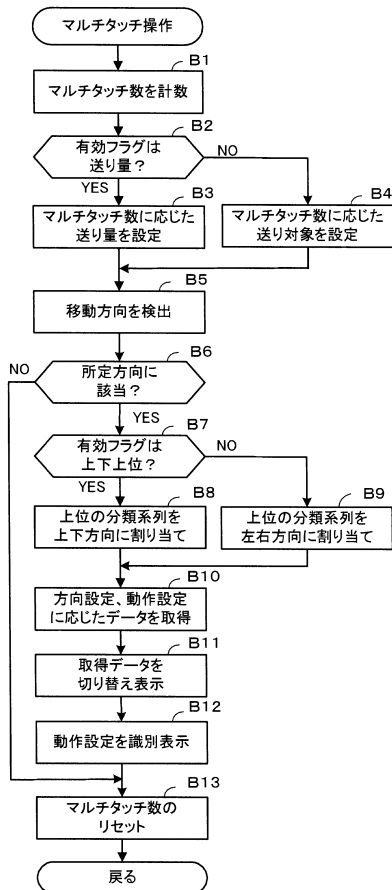 マルチタッチ操作
B1
マルチタッチ数を計数
B2
有効フラグは
送り量？
NO
YES
B3
マルチタッチ数に応じた
送り量を設定
B4
マルチタッチ数に応じた
送り対象を設定
B5
移動方向を検出
B6
所定方向に
該当？
NO
YES
B7
有効フラグは
上下上位？
NO
YES
B8
上位の分類系列を
上下方向に割り当て
B9
上位の分類系列を
左右方向に割り当て
B10
方向設定、動作設定
に応じたデータを取得
B11
取得データを
切り替え表示
B12
動作設定を識別表示
B13
マルチタッチ数の
リセット
戻る